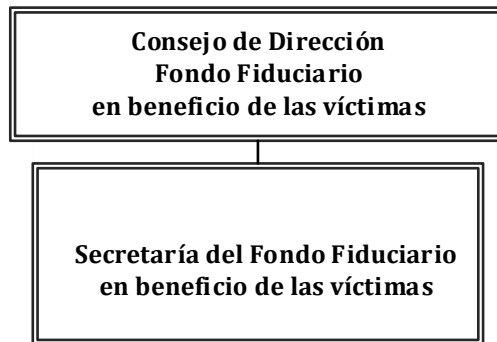 Consejo de Dirección
Fondo Fiduciario
en beneficio de las víctimas
Secretaría del Fondo Fiduciario
en beneficio de las víctimas